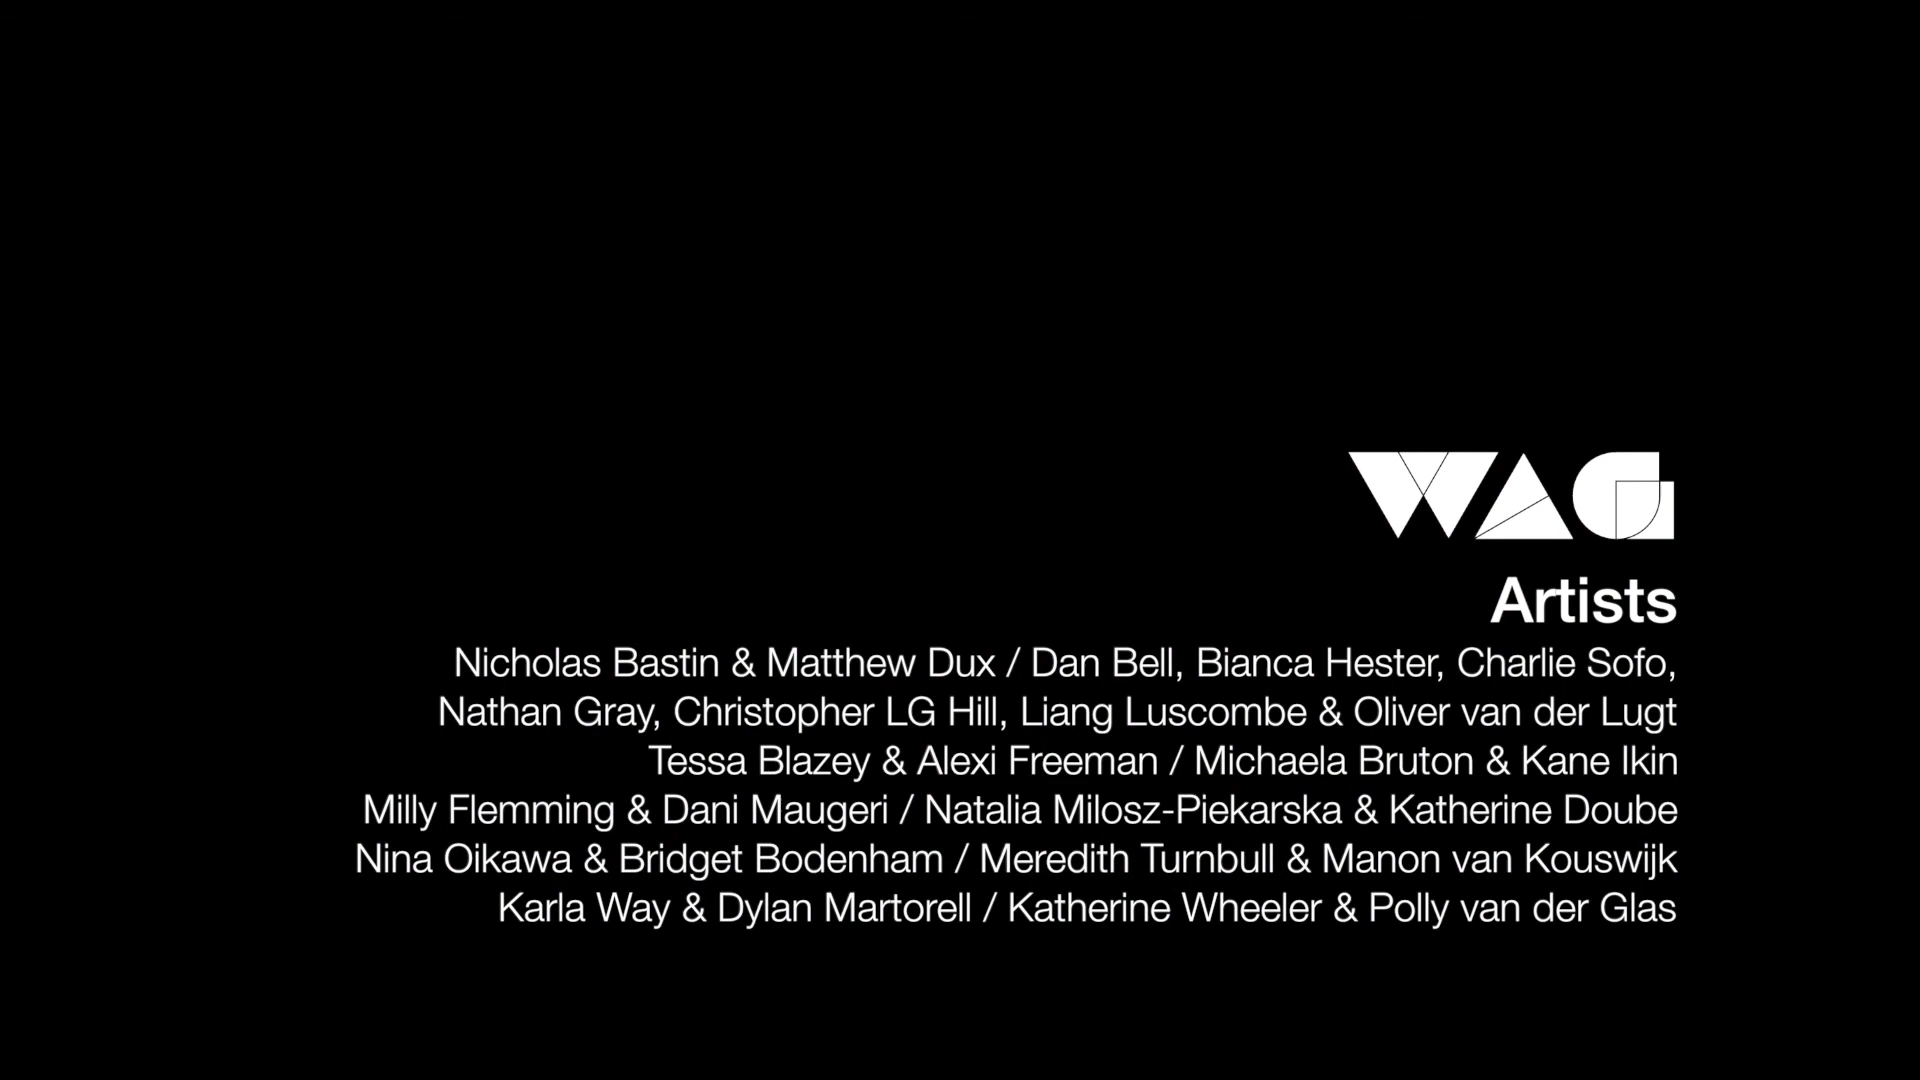 WAG
Artists
Nicholas Bastin & Matthew Dux / Dan Bell, Bianca Hester, Charlie Sofo,
Nathan Gray, Christopher LG Hill, Liang Luscombe & Oliver van der Lugt
Tessa Blazey & Alexi Freeman / Michaela Bruton & Kane Ikin
Milly Flemming & Dani Maugeri / Natalia Milosz-Piekarska & Katherine Doube
Nina Oikawa & Bridget Bodenham / Meredith Turnbull & Manon van Kouswijk
Karla Way & Dylan Martorell / Katherine Wheeler & Polly van der Glas